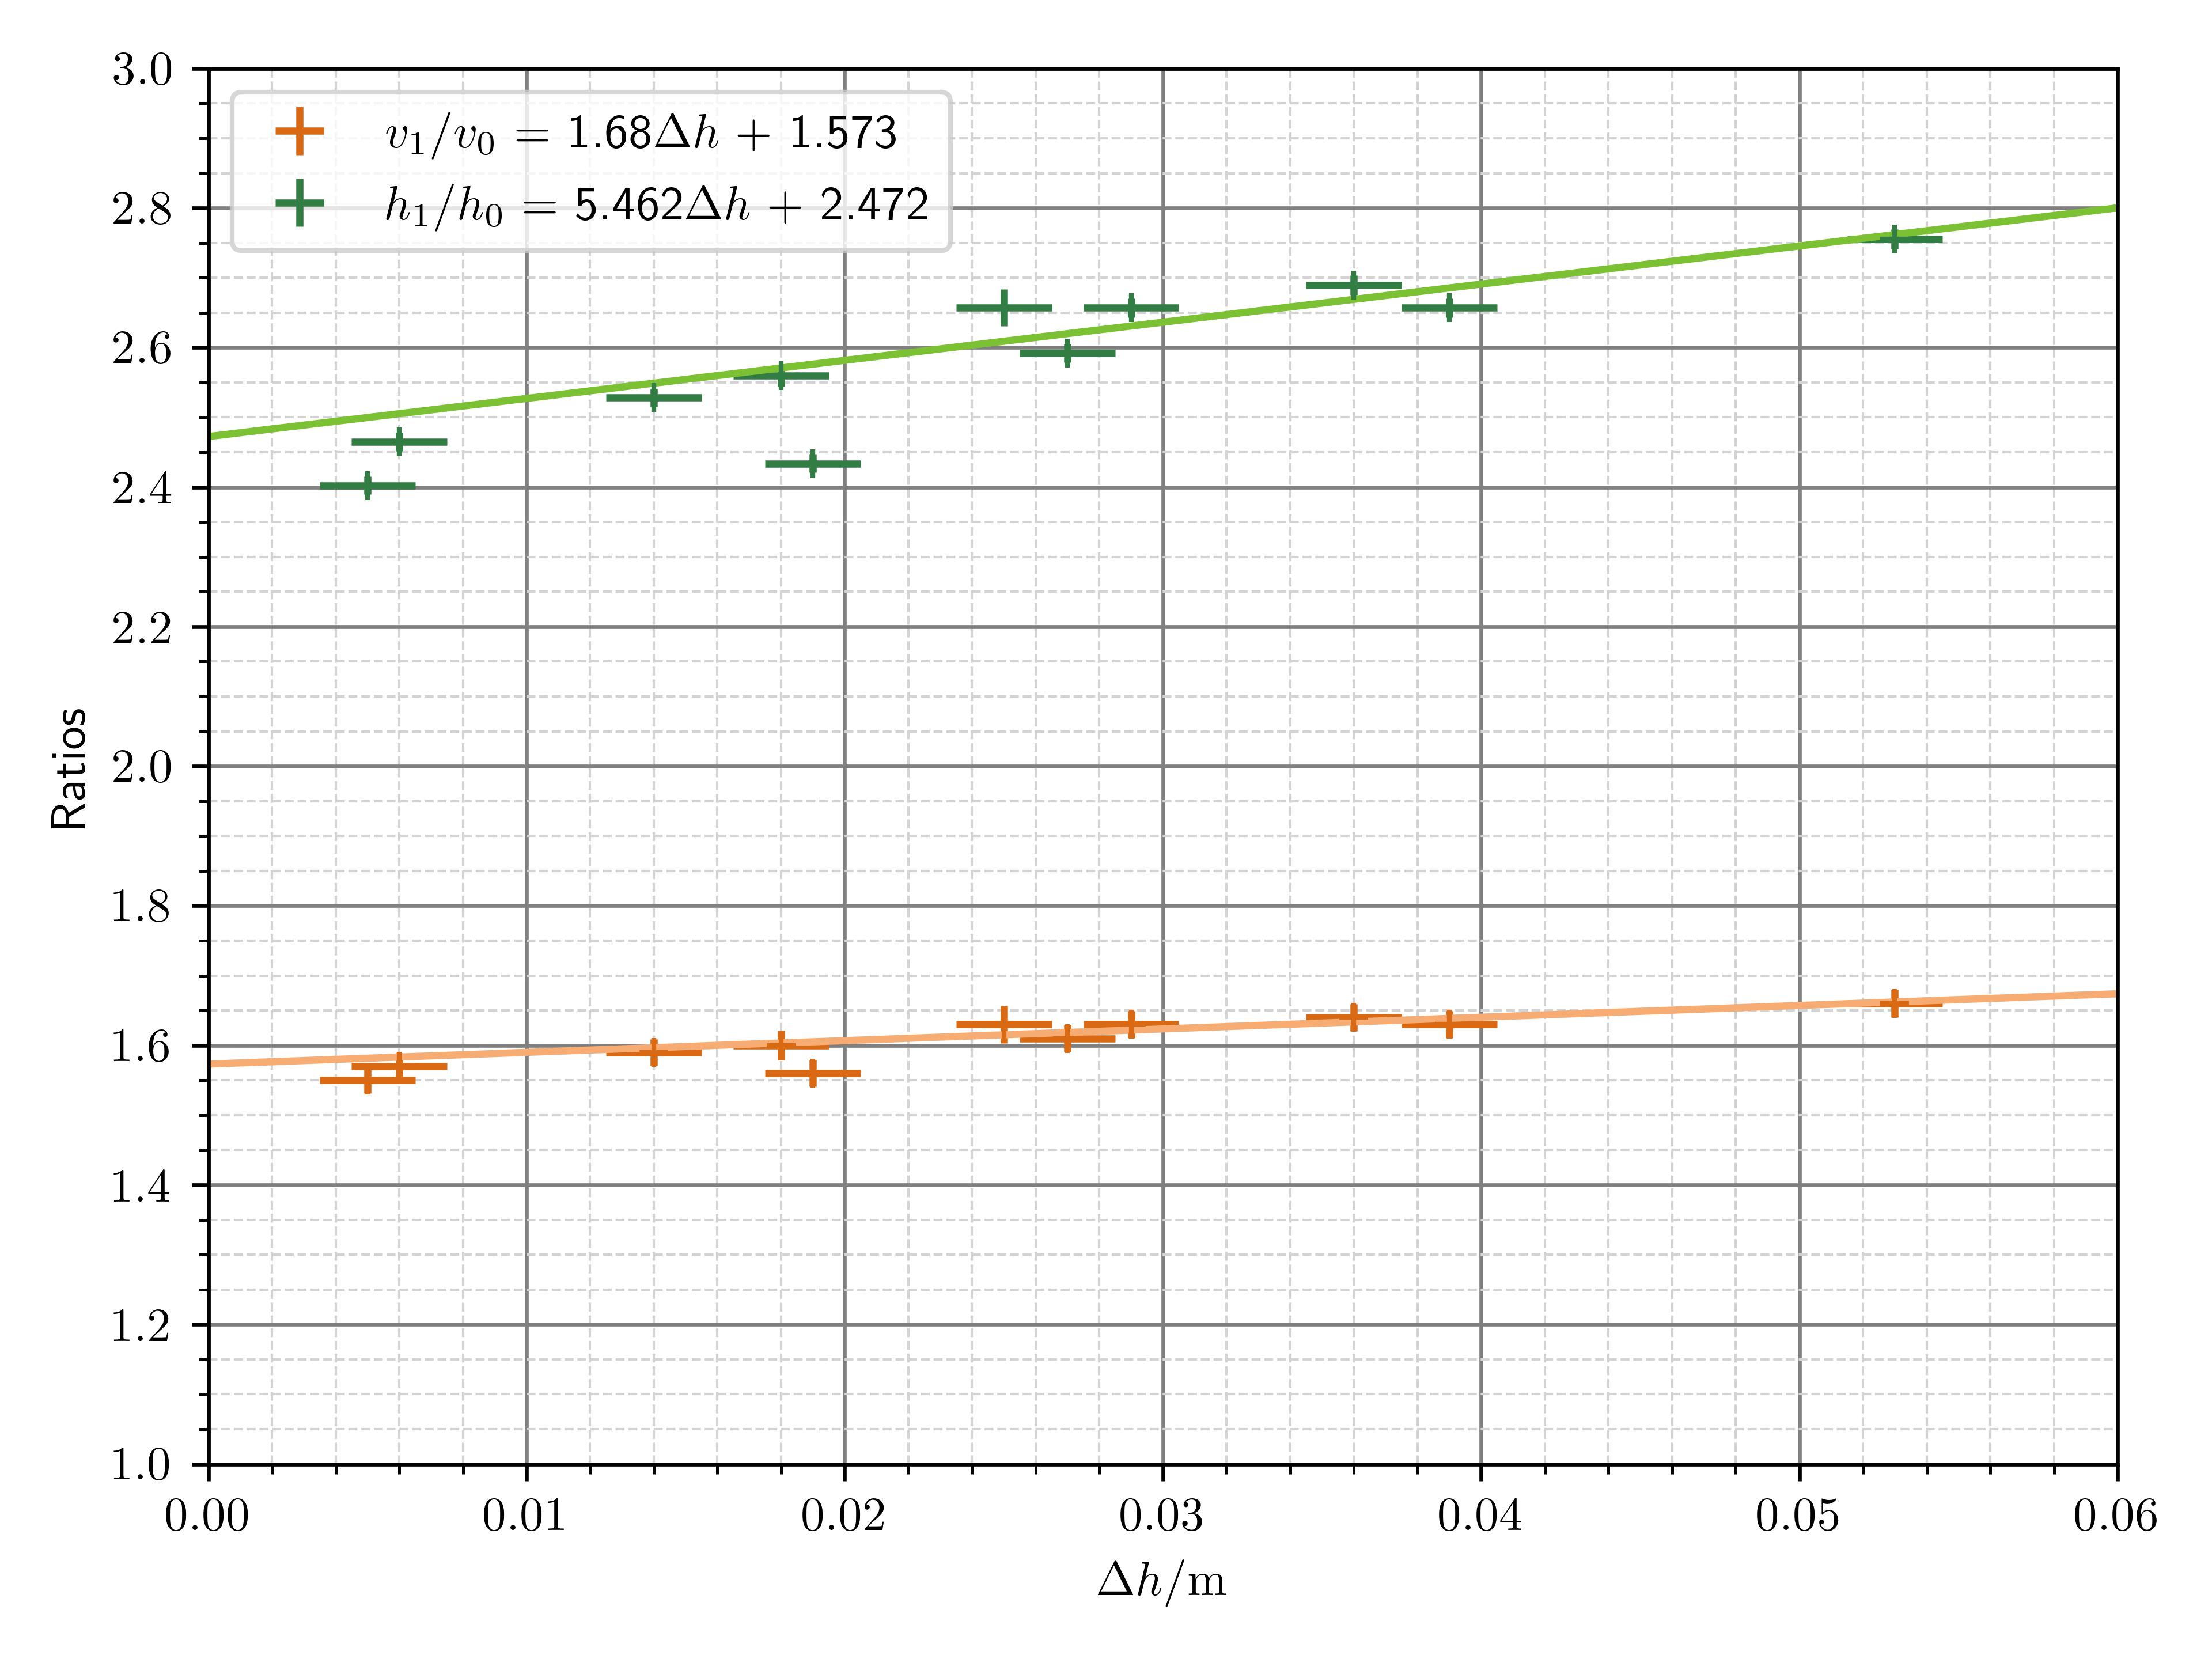 3.0
v₁/v₀ = 1.68Δh + 1.573
h₁/h₀ = 5.462Δh + 2.472
2.8
2.6
2.4
2.2
2.0
Ratios
1.8
1.6
1.4
1.2
1.0
0.00 0.01 0.02 0.03 0.04 0.05 0.06
Δh/m